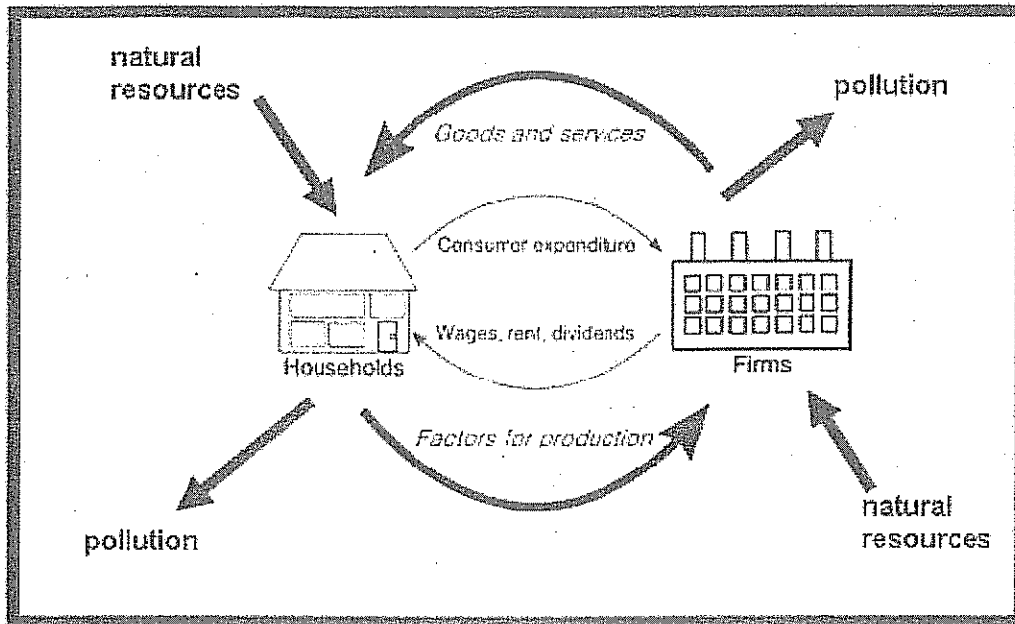 natural
resources
pollution
Goods and services
Consumer expenditure
Wages, rent, dividends
Households
Firms
Factors for production
pollution
natural
resources